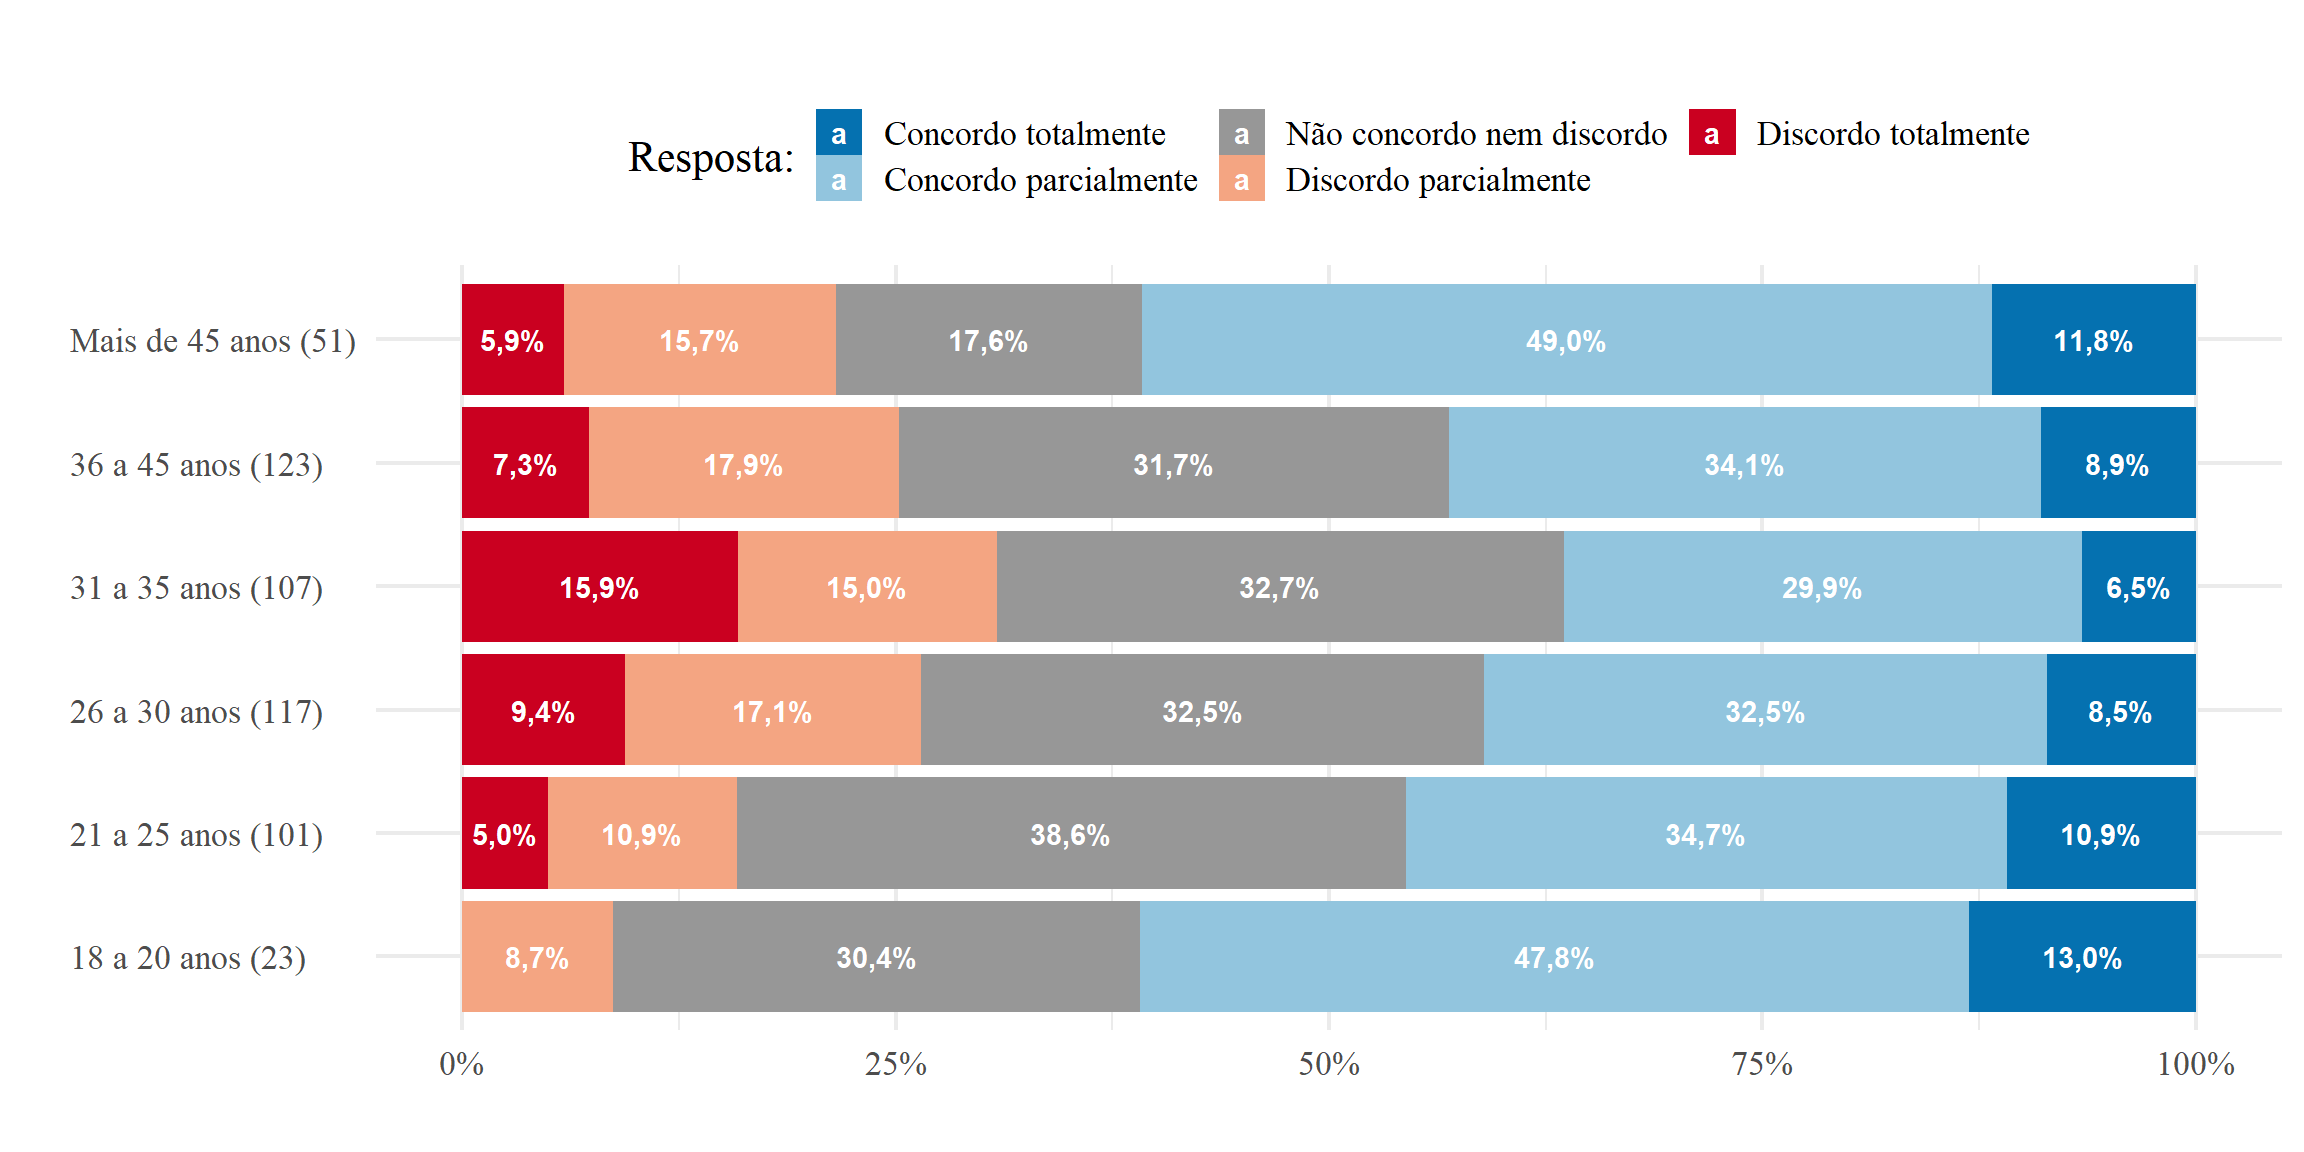 Resposta:
a Concordo totalmente
a Concordo parcialmente
a Não concordo nem discordo
a Discordo parcialmente
a Discordo totalmente
Mais de 45 anos (51) 5,9% 15,7% 17,6% 49,0% 11,8%
36 a 45 anos (123) 7,3% 17,9% 31,7% 34,1% 8,9%
31 a 35 anos (107) 15,9% 15,0% 32,7% 29,9% 6,5%
26 a 30 anos (117) 9,4% 17,1% 32,5% 32,5% 8,5%
21 a 25 anos (101) 5,0% 10,9% 38,6% 34,7% 10,9%
18 a 20 anos (23) 8,7% 30,4% 47,8% 13,0%
0% 25% 50% 75% 100%